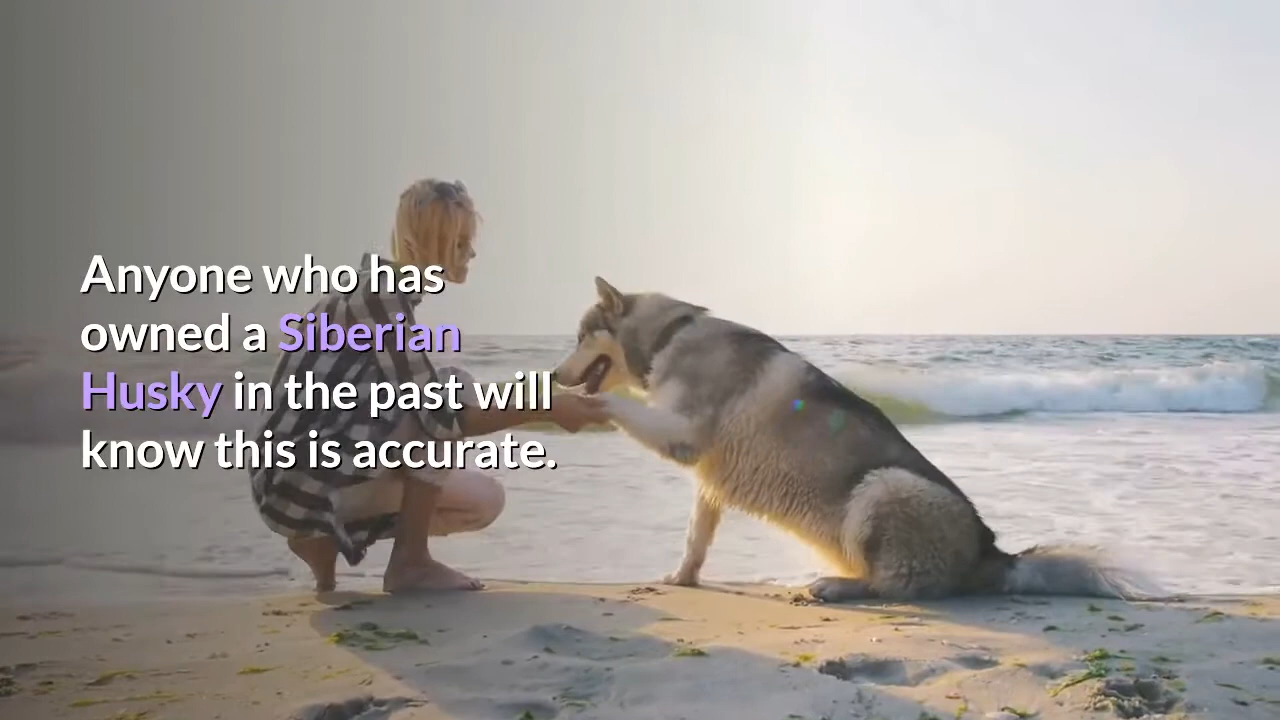 Anyone who has
owned a Siberian
Husky in the past will
know this is accurate.